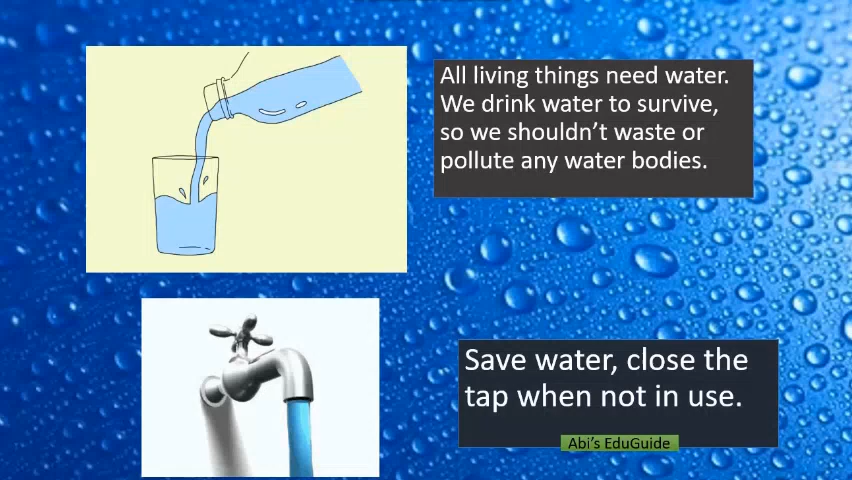 All living things need water.
We drink water to survive,
so we shouldn’t waste or
pollute any water bodies.
Save water, close the
tap when not in use.
Abi’s EduGuide